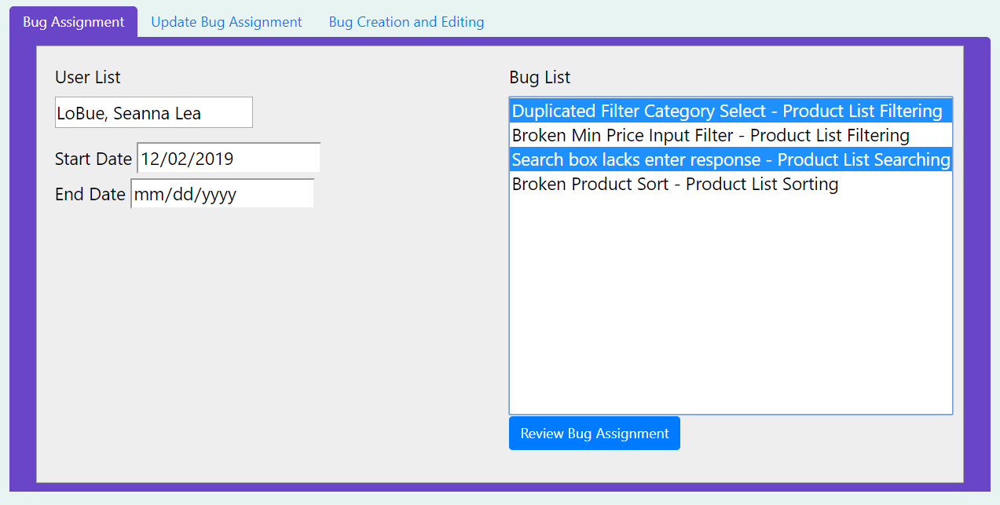 Bug Assignment Update Bug Assignment Bug Creation and Editing
User List
LoBue, Seanna Lea
Start Date 12/02/2019
End Date mm/dd/yyyy
Bug List
Duplicated Filter Category Select - Product List Filtering
Broken Min Price Input Filter - Product List Filtering
Search box lacks enter response - Product List Searching
Broken Product Sort - Product List Sorting
Review Bug Assignment